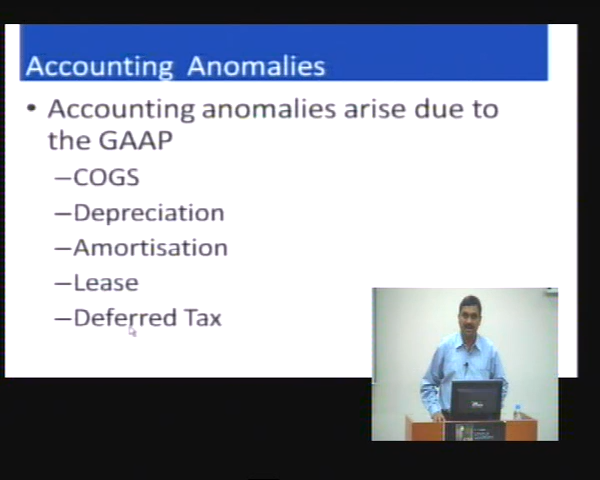 Accounting Anomalies
• Accounting anomalies arise due to
the GAAP
–COGS
–Depreciation
–Amortisation
–Lease
–Deferred Tax